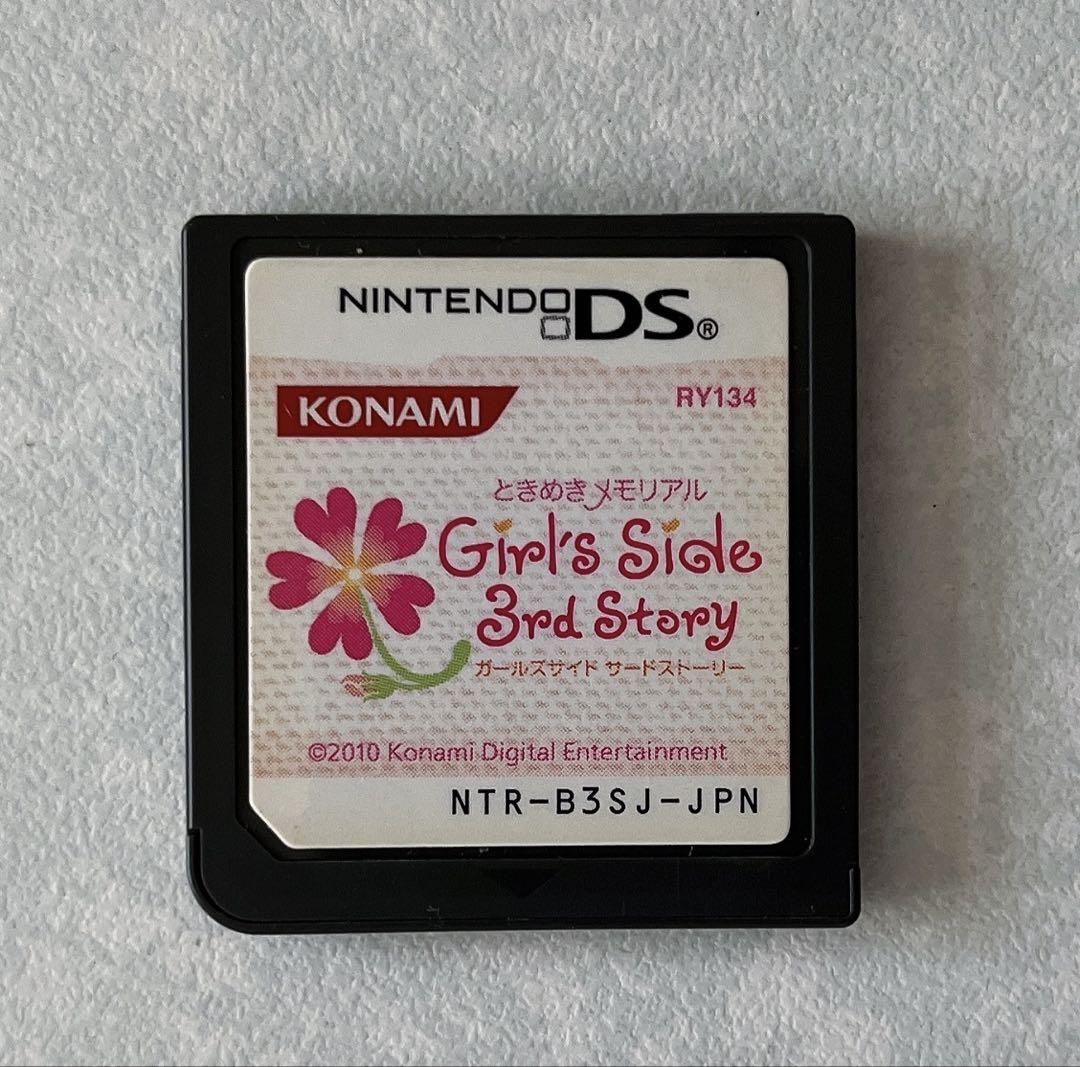 NINTENDO DS®
KONAMI
RY134
ときめきメモリアル
Girl's Side
3rd Story
ガールズサイド サードストーリー
©2010 Konami Digital Entertainment
NTR-B3SJ-JPN